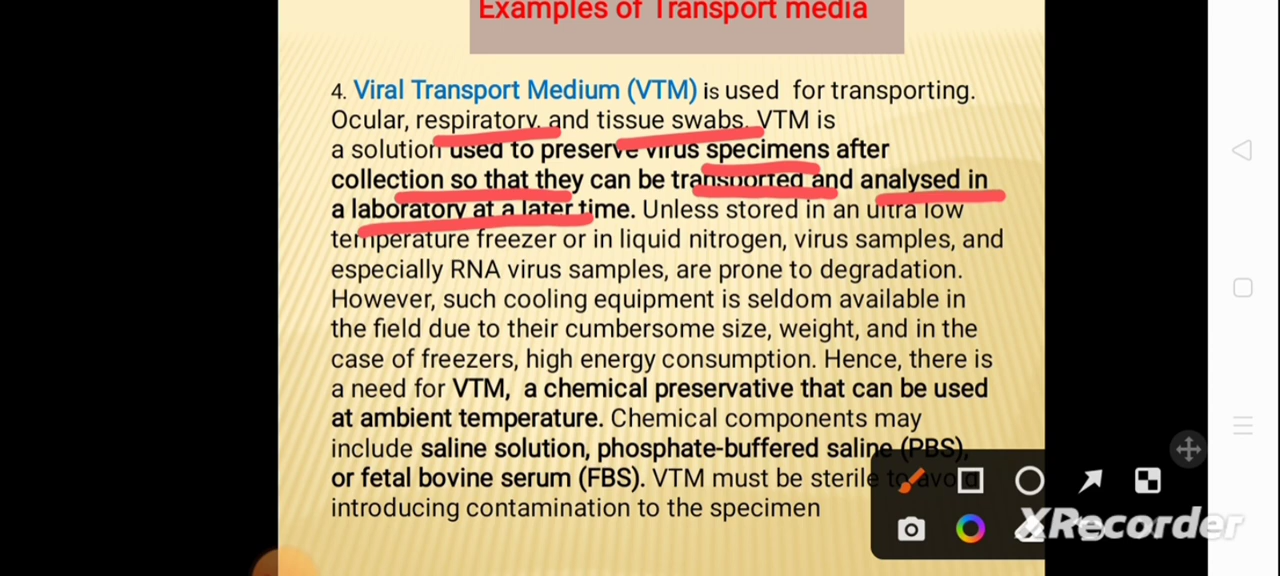 Examples of Transport media
4. Viral Transport Medium (VTM) is used for transporting.
Ocular, respiratory, and tissue swabs. VTM is
a solution used to preserve virus specimens after
collection so that they can be transported and analysed in
a laboratory at a later time. Unless stored in an ultra low
temperature freezer or in liquid nitrogen, virus samples, and
especially RNA virus samples, are prone to degradation.
However, such cooling equipment is seldom available in
the field due to their cumbersome size, weight, and in the
case of freezers, high energy consumption. Hence, there is
a need for VTM, a chemical preservative that can be used
at ambient temperature. Chemical components may
include saline solution, phosphate-buffered saline (PBS),
or fetal bovine serum (FBS). VTM must be sterile to avoid
introducing contamination to the specimen
XRecorder